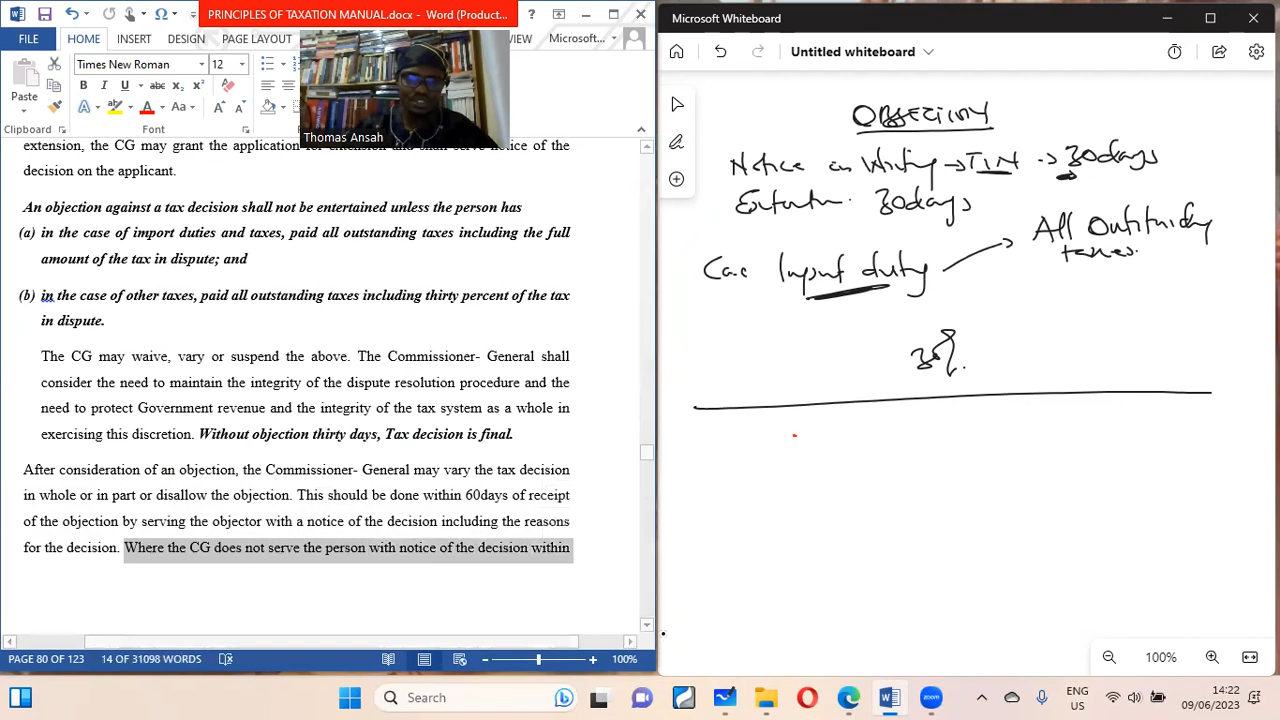 PRINCIPLES OF TAXATION MANUAL.docx - Word (Product...
FILE HOME INSERT DESIGN PAGE LAYOUT VIEW Microsoft...
Times New Roman 12
Paste
Clipboard Font
Thomas Ansah
extension, the CG may grant the application for extension and shall serve notice of the
decision on the applicant.
An objection against a tax decision shall not be entertained unless the person has
(a) in the case of import duties and taxes, paid all outstanding taxes including the full
amount of the tax in dispute; and
(b) in the case of other taxes, paid all outstanding taxes including thirty percent of the tax
in dispute.
The CG may waive, vary or suspend the above. The Commissioner- General shall
consider the need to maintain the integrity of the dispute resolution procedure and the
need to protect Government revenue and the integrity of the tax system as a whole in
exercising this discretion. Without objection thirty days, Tax decision is final.
After consideration of an objection, the Commissioner- General may vary the tax decision
in whole or in part or disallow the objection. This should be done within 60days of receipt
of the objection by serving the objector with a notice of the decision including the reasons
for the decision. Where the CG does not serve the person with notice of the decision within
PAGE 80 OF 123 14 OF 31098 WORDS 100%
Microsoft Whiteboard
Untitled whiteboard
Notice in Writing → TIN → 30days
30days
All Outstanding
taxes.
duty
30%.
100%
Search
ENG
US
14:22
09/06/2023
zoom